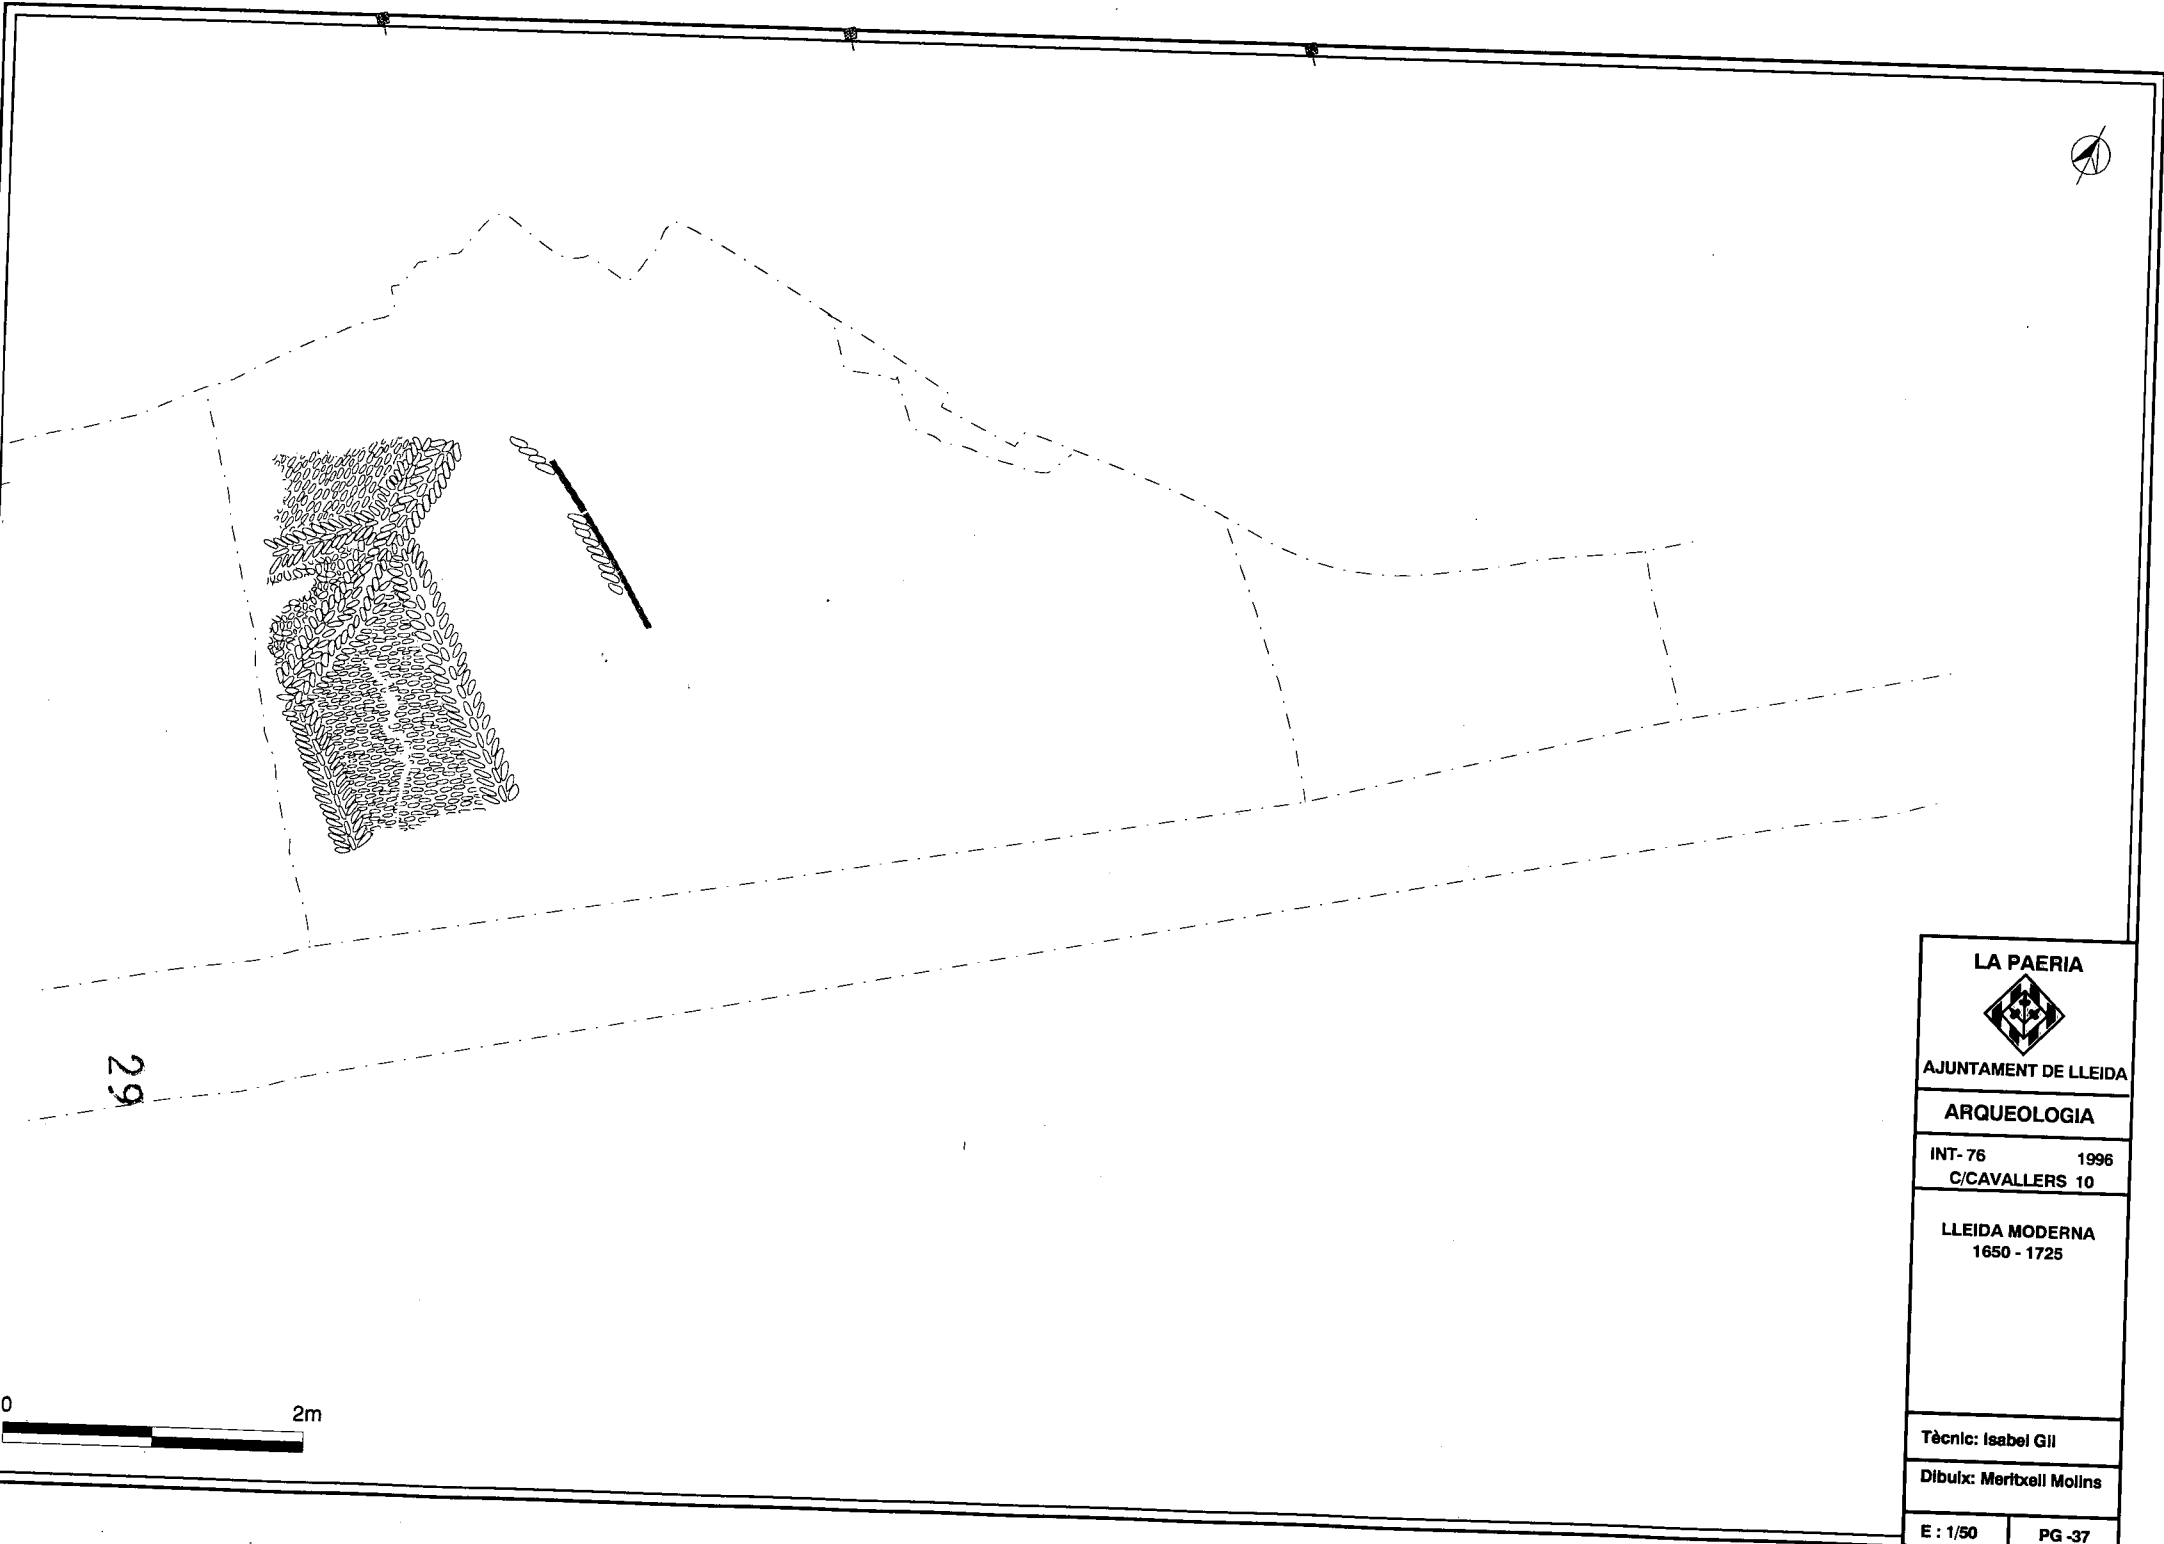 29
0 2m
LA PAERIA
AJUNTAMENT DE LLEIDA
ARQUEOLOGIA
INT- 76 1996
C/CAVALLERS 10
LLEIDA MODERNA
1650 - 1725
Tècnic: Isabel Gil
Dibuix: Meritxell Molins
E : 1/50 PG -37